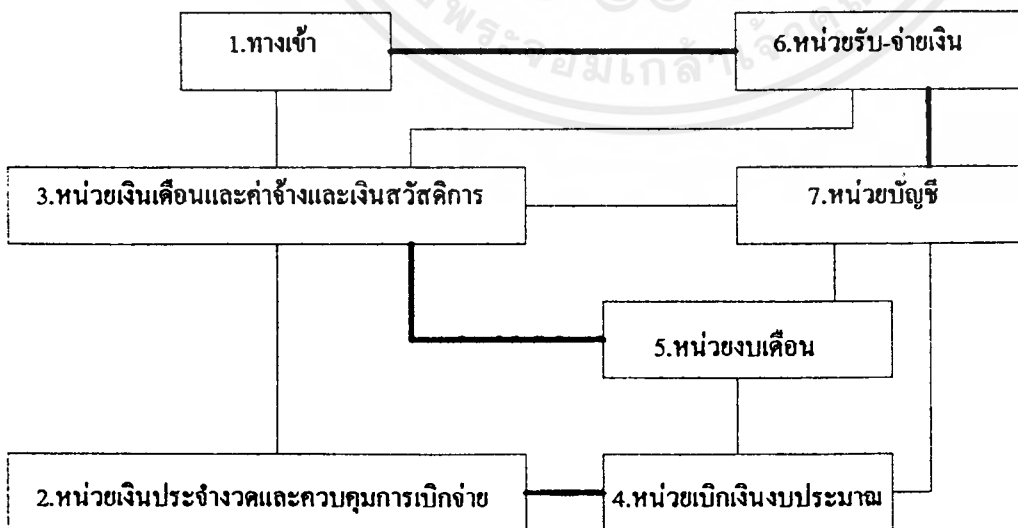 1.ทางเข้า
6.หน่วยรับ-จ่ายเงิน
3.หน่วยเงินเดือนและค่าจ้างและเงินสวัสดิการ
7.หน่วยบัญชี
5.หน่วยงบเดือน
2.หน่วยเงินประจำงวดและควบคุมการเบิกจ่าย
4.หน่วยเบิกเงินงบประมาณ